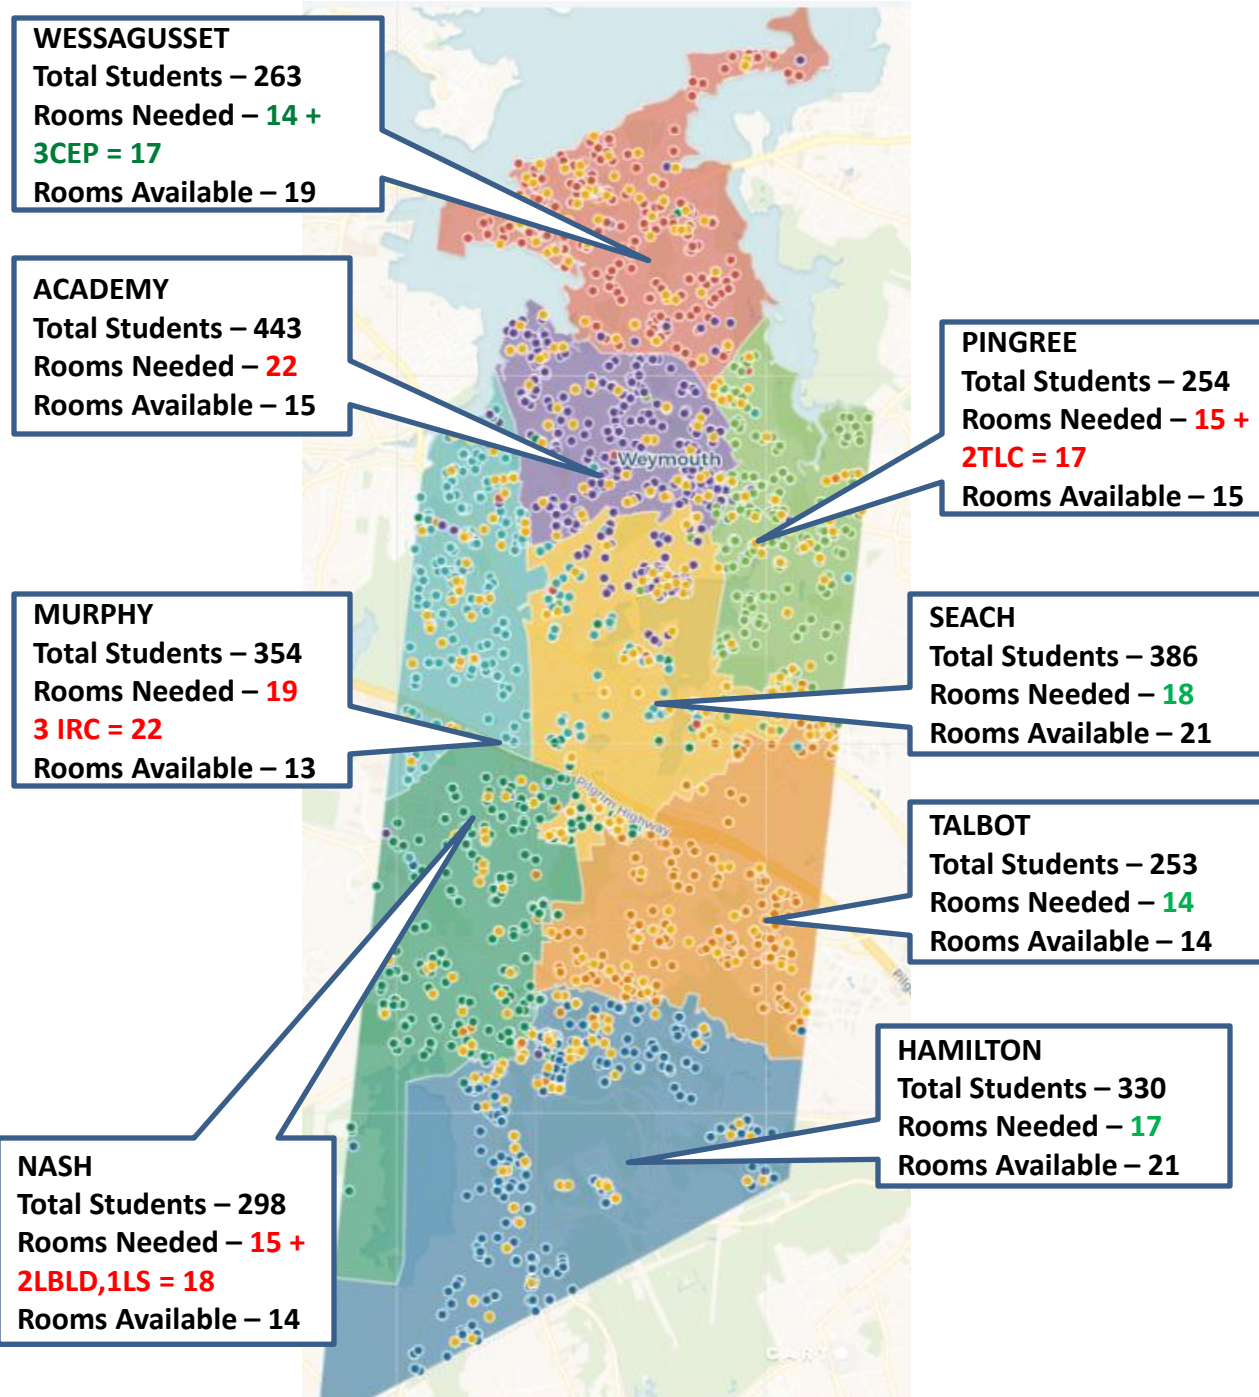 WESSAGUSSET
Total Students – 263
Rooms Needed – 14 +
3CEP = 17
Rooms Available – 19
ACADEMY
Total Students – 443
Rooms Needed – 22
Rooms Available – 15
PINGREE
Total Students – 254
Rooms Needed – 15 +
2TLC = 17
Rooms Available – 15
Weymouth
MURPHY
Total Students – 354
Rooms Needed – 19
3 IRC = 22
Rooms Available – 13
SEACH
Total Students – 386
Rooms Needed – 18
Rooms Available – 21
Pilgrim Highway
TALBOT
Total Students – 253
Rooms Needed – 14
Rooms Available – 14
Pilg
HAMILTON
Total Students – 330
Rooms Needed – 17
Rooms Available – 21
NASH
Total Students – 298
Rooms Needed – 15 +
2LBLD,1LS = 18
Rooms Available – 14
CARTO